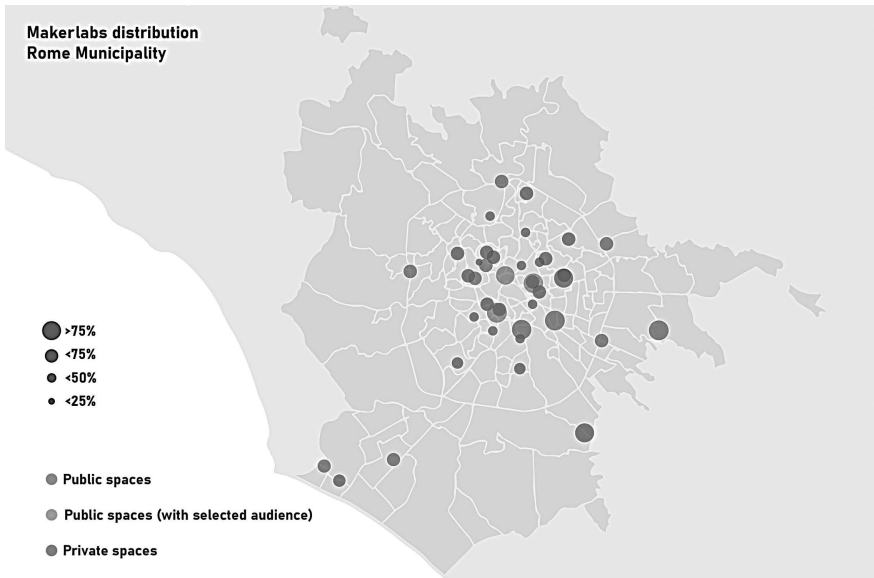 Makerlabs distribution
Rome Municipality
>75%
<75%
<50%
<25%
Public spaces
Public spaces (with selected audience)
Private spaces